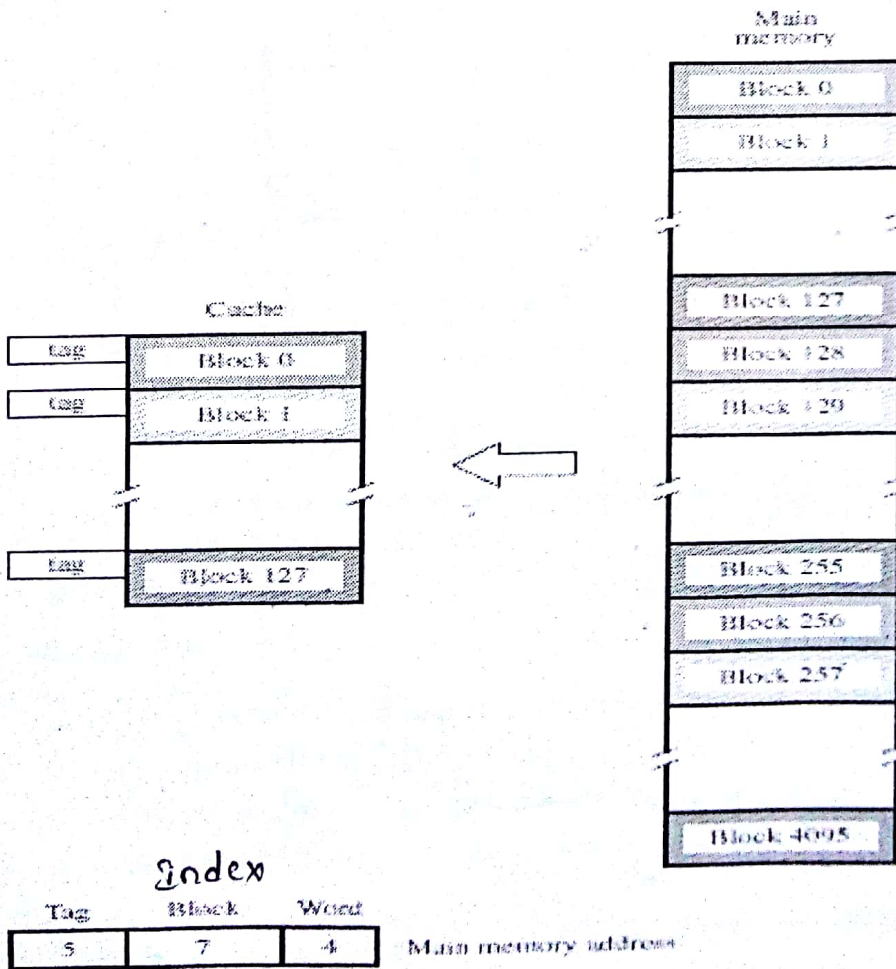 Main
memory
Block 0
Block 1
Block 127
Block 128
Block 129
Block 255
Block 256
Block 257
Block 4095
Cache
tag
Block 0
tag
Block 1
tag
Block 127
Index
Tag Block Word
5 7 4 Main memory address